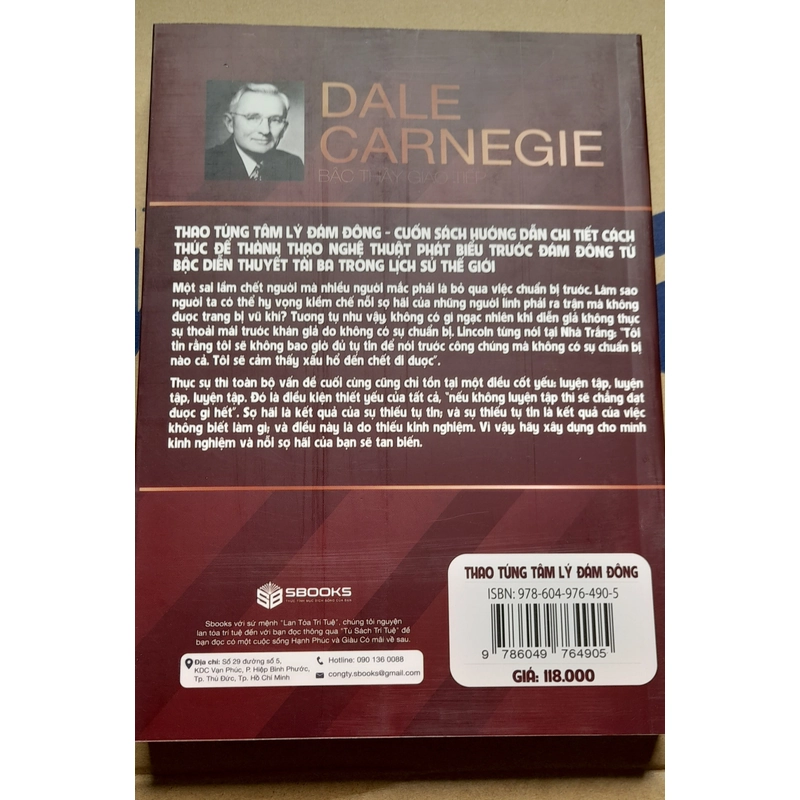 DALE
CARNEGIE
BẬC THẦY GIAO TIẾP
THAO TÚNG TÂM LÝ ĐÁM ĐÔNG - CUỐN SÁCH HƯỚNG DẪN CHI TIẾT CÁCH
THỨC ĐỂ THÀNH THẠO NGHỆ THUẬT PHÁT BIỂU TRƯỚC ĐÁM ĐÔNG TỪ
BẬC DIỄN THUYẾT TÀI BA TRONG LỊCH SỬ THẾ GIỚI
Một sai lầm chết người mà nhiều người mắc phải là bỏ qua việc chuẩn bị trước. Làm sao
người ta có thể hy vọng kiềm chế nỗi sợ hãi của những người lính phải ra trận mà không
được trang bị vũ khí? Tương tự như vậy, không có gì ngạc nhiên khi diễn giả không thực
sự thoải mái trước khán giả do không có sự chuẩn bị. Lincoln từng nói tại Nhà Trắng: "Tôi
tin rằng tôi sẽ không bao giờ đủ tự tin để nói trước công chúng mà không có sự chuẩn bị
nào cả. Tôi sẽ cảm thấy xấu hổ đến chết đi được".
Thực sự thì toàn bộ vấn đề cuối cùng cũng chỉ tồn tại một điều cốt yếu: luyện tập, luyện
tập, luyện tập. Đó là điều kiện thiết yếu của tất cả, "nếu không luyện tập thì sẽ chẳng đạt
được gì hết". Sợ hãi là kết quả của sự thiếu tự tin; và sự thiếu tự tin là kết quả của việc
không biết làm gì; và điều này là do thiếu kinh nghiệm. Vì vậy, hãy xây dựng cho mình
kinh nghiệm và nỗi sợ hãi của bạn sẽ tan biến.
SBOOKS
Sbooks với sứ mệnh "Lan Tỏa Trí Tuệ", chúng tôi nguyện
lan tỏa trí tuệ đến với bạn đọc thông qua "Tủ Sách Trí Tuệ" để
bạn đọc có một cuộc sống Hạnh Phúc và Giàu Có mãi về sau.
Địa chỉ: Số 29 đường số 5,
KDC Vạn Phúc, P. Hiệp Bình Phước,
Tp. Thủ Đức, Tp. Hồ Chí Minh
Hotline: 090 136 0088
congty.sbooks@gmail.com
THAO TÚNG TÂM LÝ ĐÁM ĐÔNG
ISBN: 978-604-976-490-5
9 786049 764905
GIÁ: 118.000